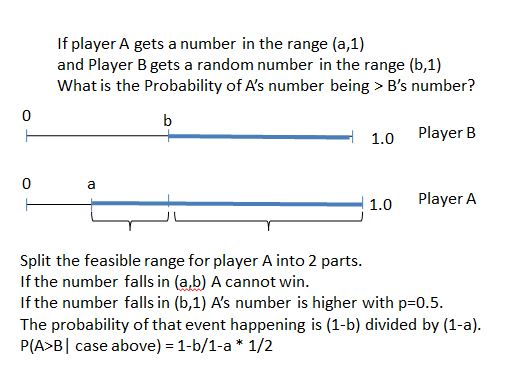 If player A gets a number in the range (a,1)
and Player B gets a random number in the range (b,1)
What is the Probability of A's number being > B's number?
0
b
1.0
Player B
0
a
1.0
Player A
Split the feasible range for player A into 2 parts.
If the number falls in (a,b) A cannot win.
If the number falls in (b,1) A's number is higher with p=0.5.
The probability of that event happening is (1-b) divided by (1-a).
P(A>B| case above) = 1-b/1-a * 1/2